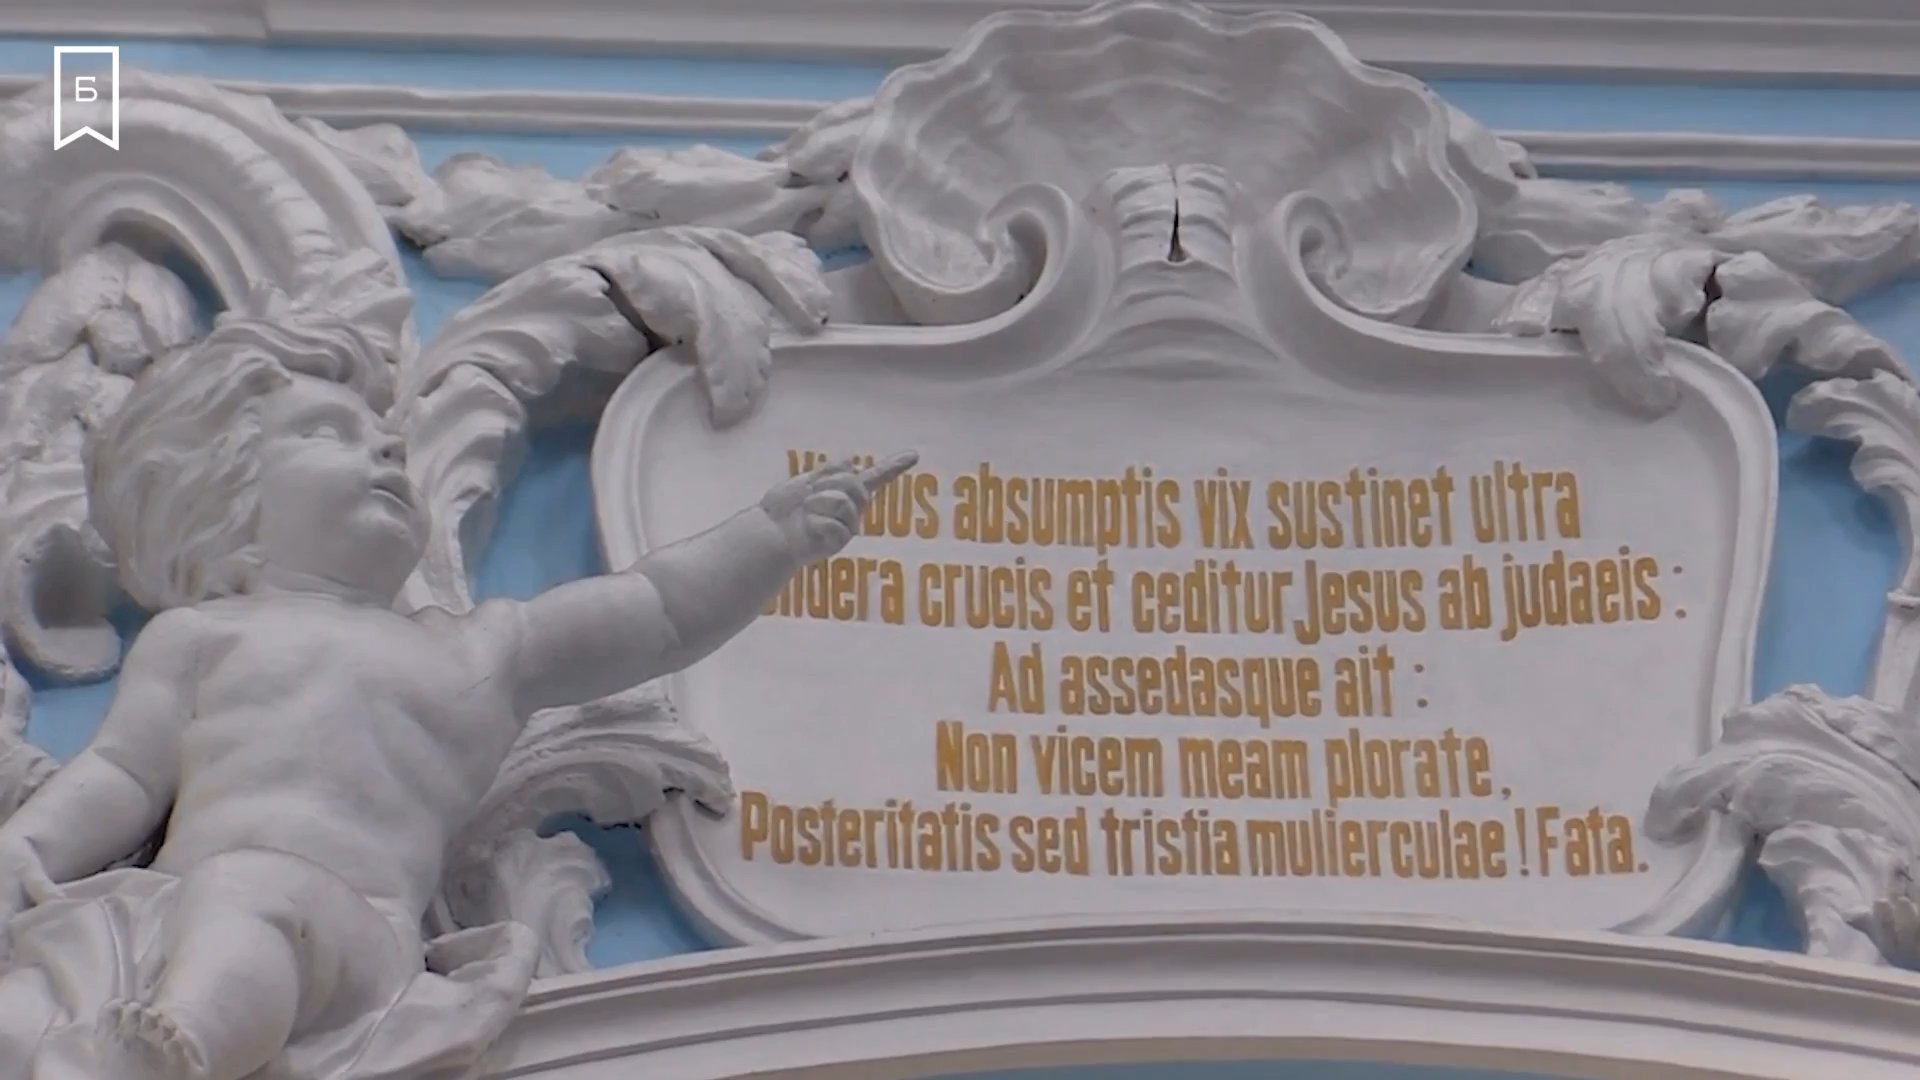 Б
absumptis vix sustinet ultra
crucis et ceditur Jesus ab judaeis :
Ad assedasque ait :
Non vicem meam plorate,
Posteritatis sed tristia mulierculae ! Fata.